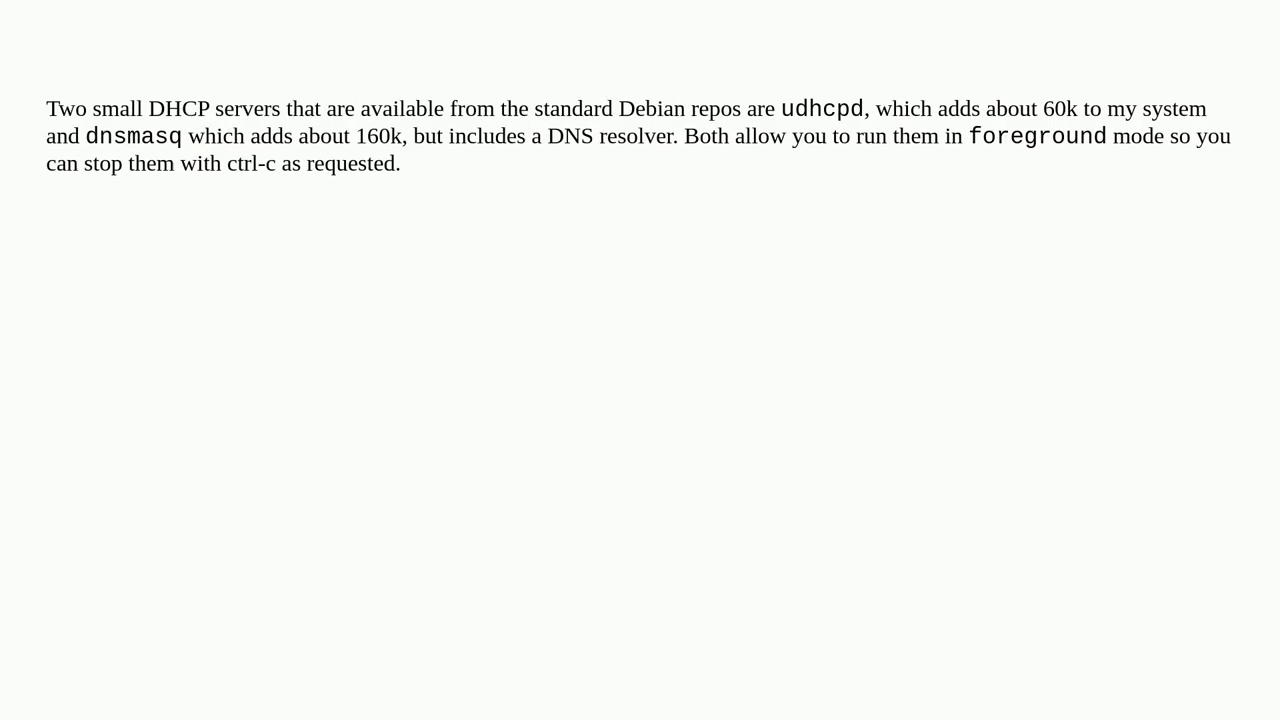 Two small DHCP servers that are available from the standard Debian repos are udhcpd, which adds about 60k to my system
and dnsmasq which adds about 160k, but includes a DNS resolver. Both allow you to run them in foreground mode so you
can stop them with ctrl-c as requested.